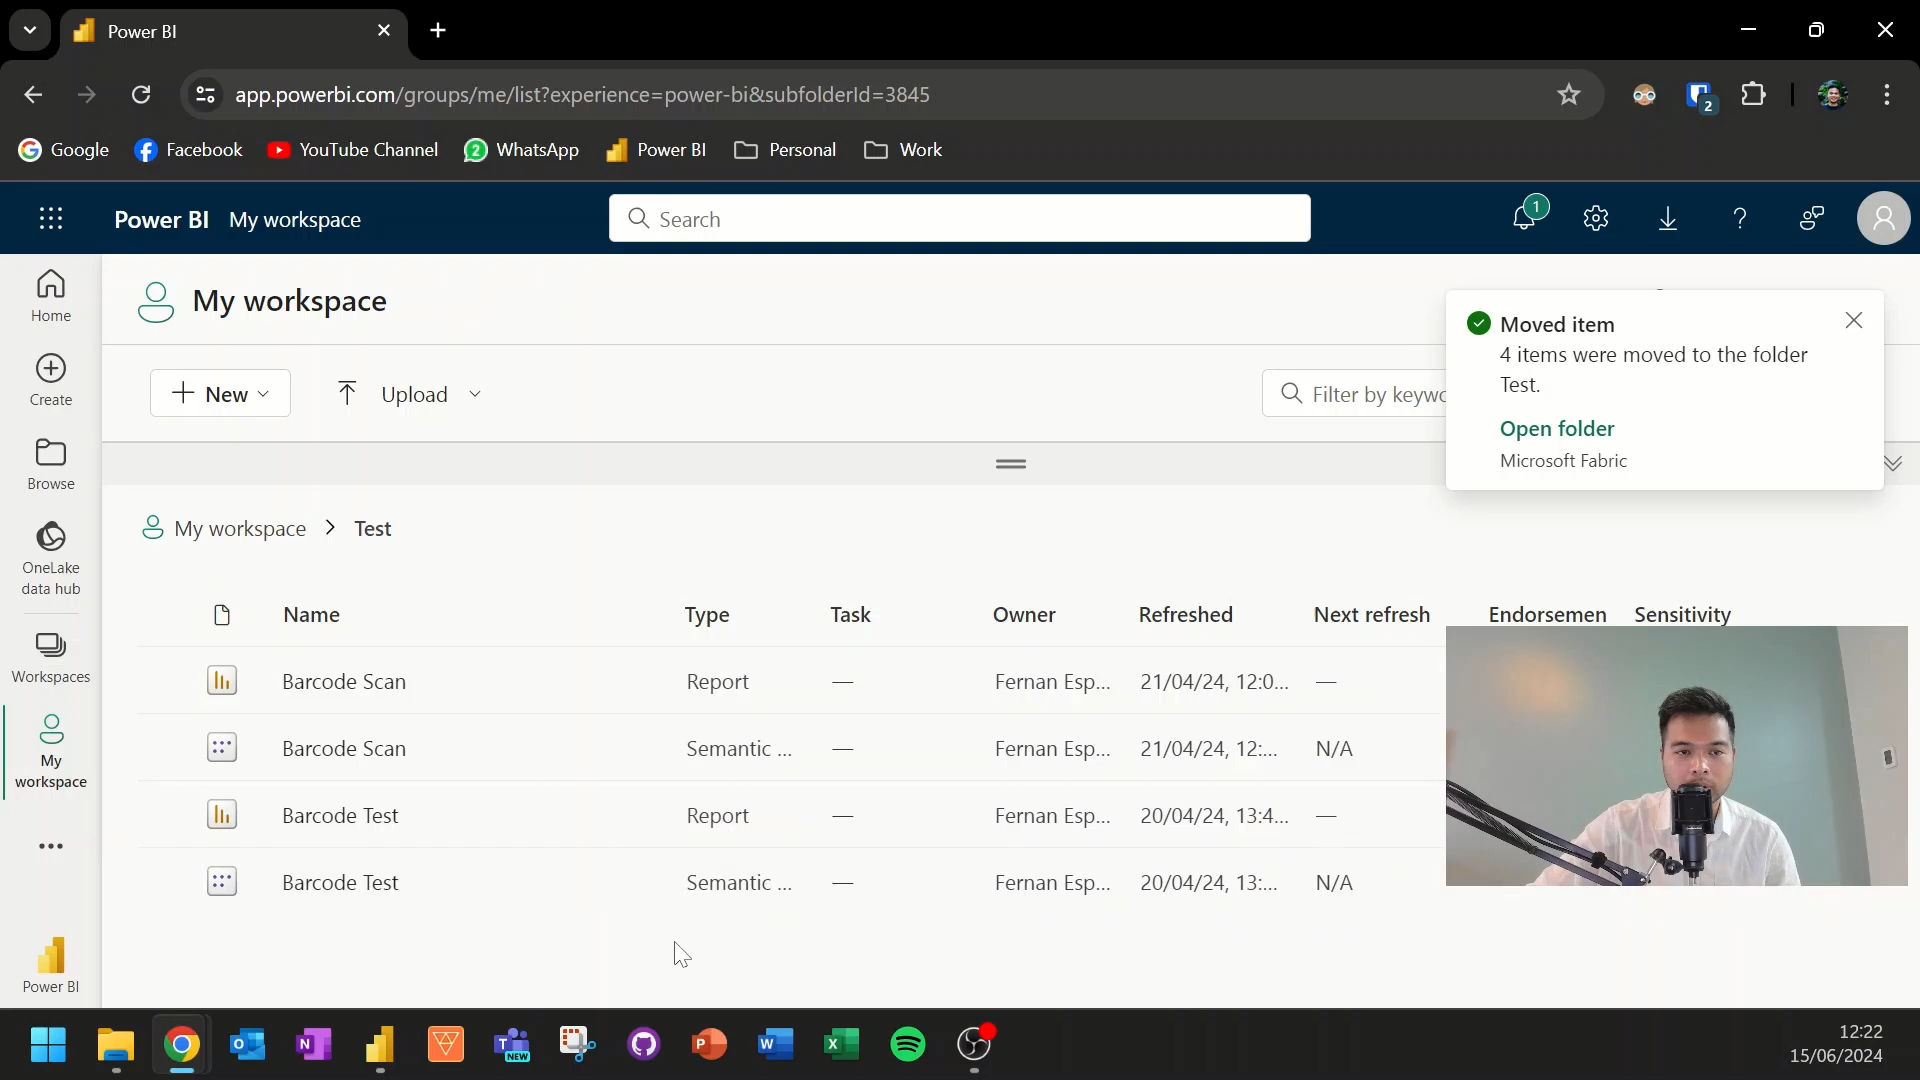 Power BI
app.powerbi.com/groups/me/list?experience=power-bi&subfolderId=3845
2
Google
Facebook
YouTube Channel
2
WhatsApp
Power BI
Personal
Work
Power BI
My workspace
Search
1
Home
Create
Browse
OneLake
data hub
Workspaces
My
workspace
Power BI
My workspace
New
Upload
Filter by keywo
Moved item
4 items were moved to the folder
Test.
Open folder
Microsoft Fabric
My workspace > Test
Name Type Task Owner Refreshed Next refresh Endorsemen Sensitivity
Barcode Scan Report — Fernan Esp... 21/04/24, 12:0... —
Barcode Scan Semantic ... — Fernan Esp... 21/04/24, 12:... N/A
Barcode Test Report — Fernan Esp... 20/04/24, 13:4... —
Barcode Test Semantic ... — Fernan Esp... 20/04/24, 13:... N/A
NEW
12:22
15/06/2024